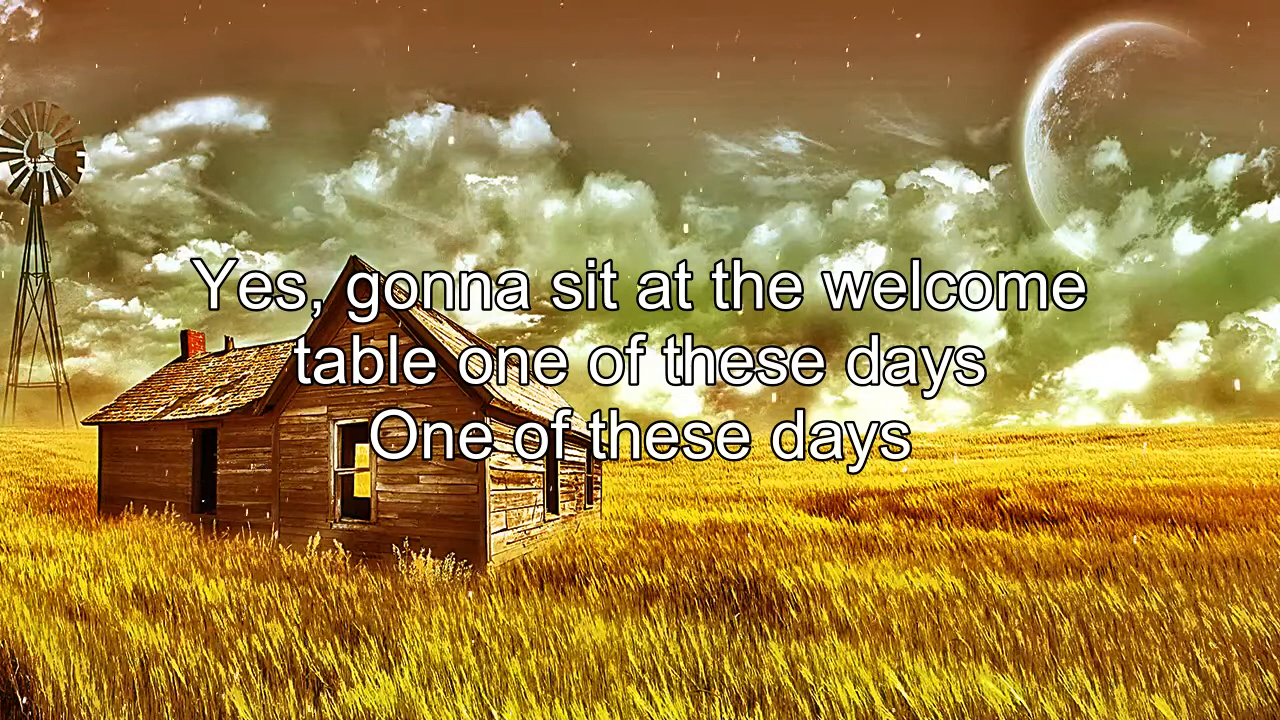 Yes, gonna sit at the welcome
table one of these days
One of these days